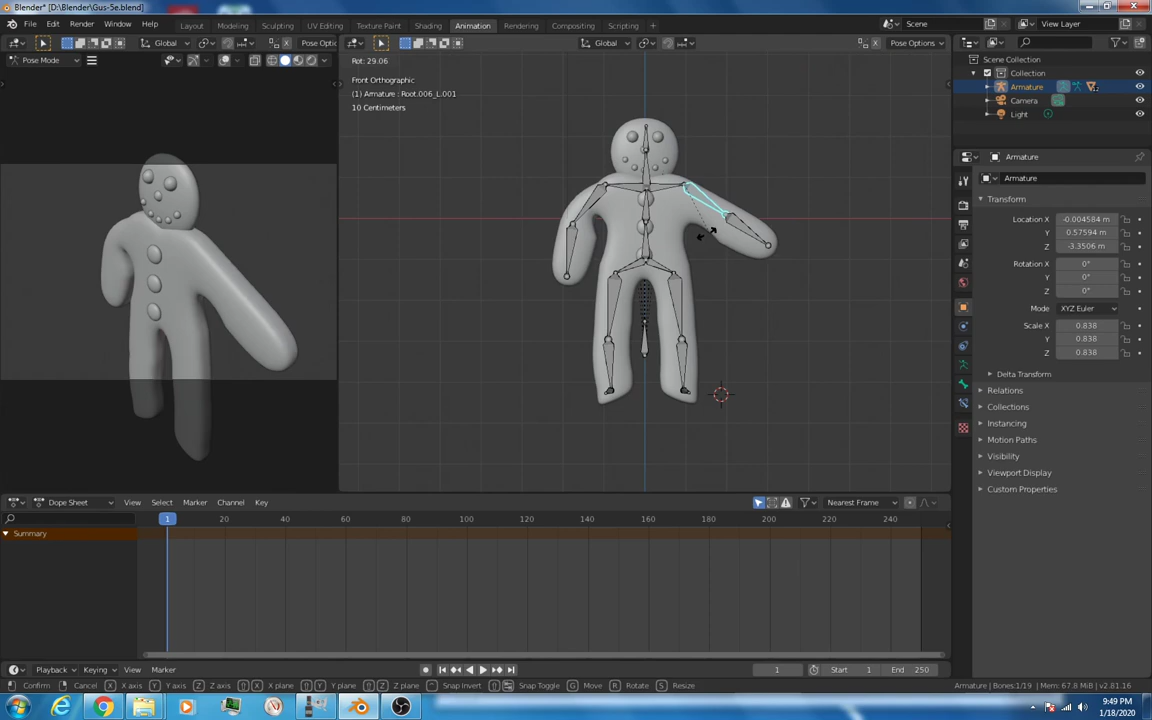 Blender* [D:\Blender\Gus-5e.blend]
File Edit Render Window Help Layout Modeling Sculpting UV Editing Texture Paint Shading Animation Rendering Compositing Scripting + Scene View Layer
Global Pose Optic Global Pose Options
Pose Mode
Rot: 29.06
Front Orthographic
(1) Armature : Root.006_L.001
10 Centimeters
Scene Collection
Collection
Armature
Camera
Light
Armature
Armature
Transform
Location X -0.004584 m
Y 0.57594 m
Z -3.3506 m
Rotation X 0°
Y 0°
Z 0°
Mode XYZ Euler
Scale X 0.838
Y 0.838
Z 0.838
Delta Transform
Relations
Collections
Instancing
Motion Paths
Visibility
Viewport Display
Custom Properties
Dope Sheet View Select Marker Channel Key Nearest Frame
1 20 40 60 80 100 120 140 160 180 200 220 240
Summary
Playback Keying View Marker 1 Start 1 End 250
Confirm Cancel X X axis Y Y axis Z Z axis X X plane Y Y plane Z Z plane Snap Invert Snap Toggle G Move R Rotate S Resize Armature | Bones:1/19 | Mem: 67.8 MiB | v2.81.16
9:49 PM
1/18/2020